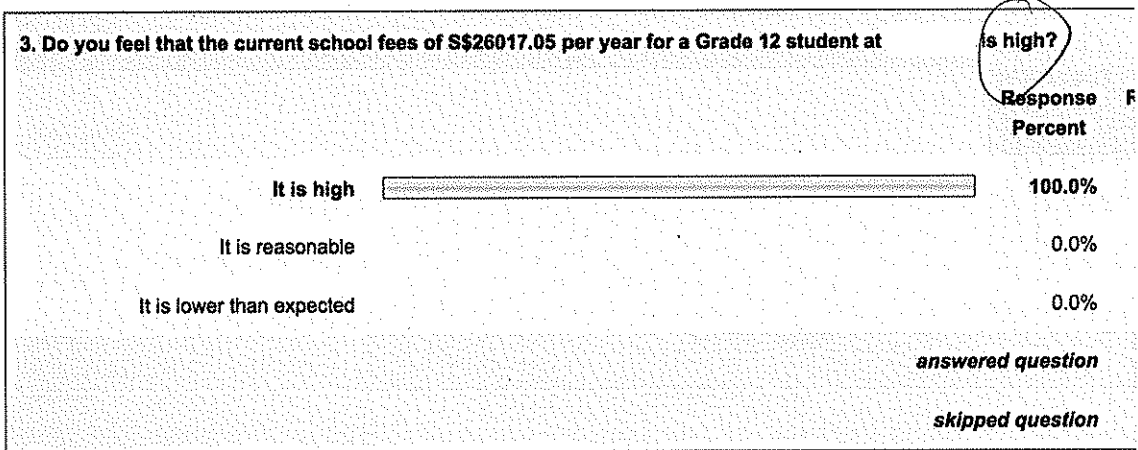 3. Do you feel that the current school fees of S$26017.05 per year for a Grade 12 student at is high?
Response
Percent
It is high 100.0%
It is reasonable 0.0%
It is lower than expected 0.0%
answered question
skipped question